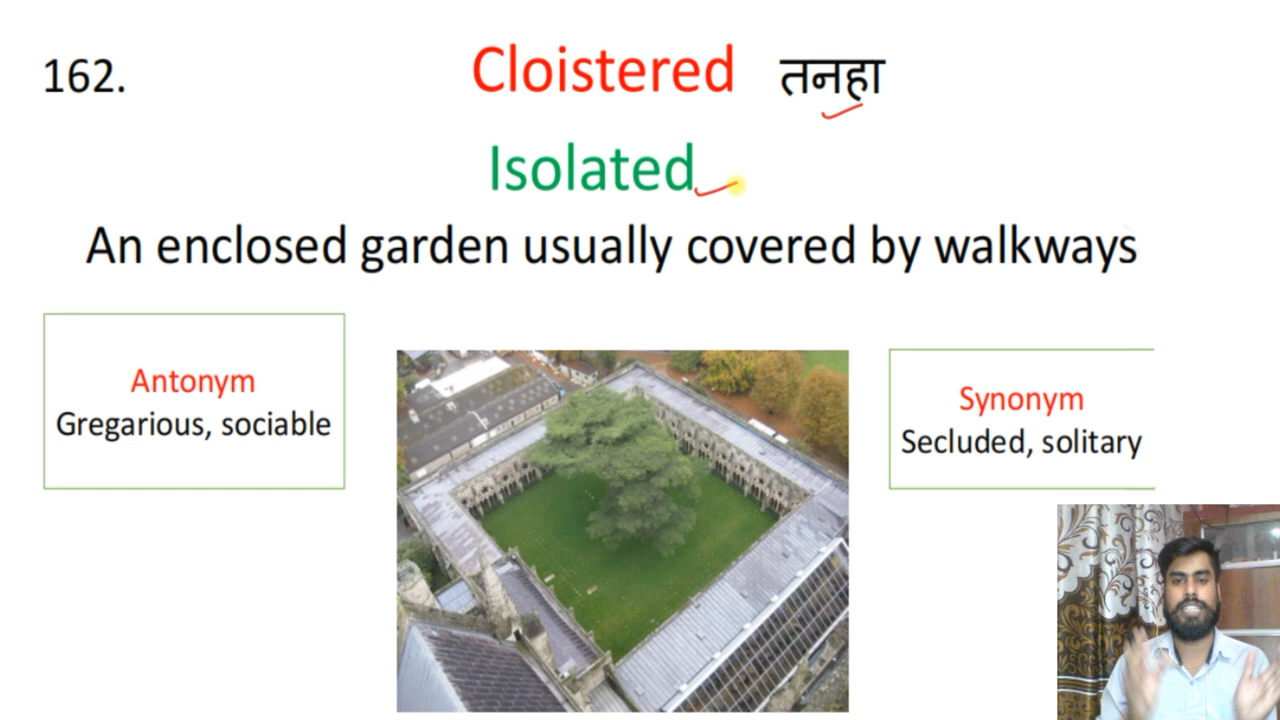 162. Cloistered तनहा
Isolated
An enclosed garden usually covered by walkways
Antonym
Gregarious, sociable
Synonym
Secluded, solitary